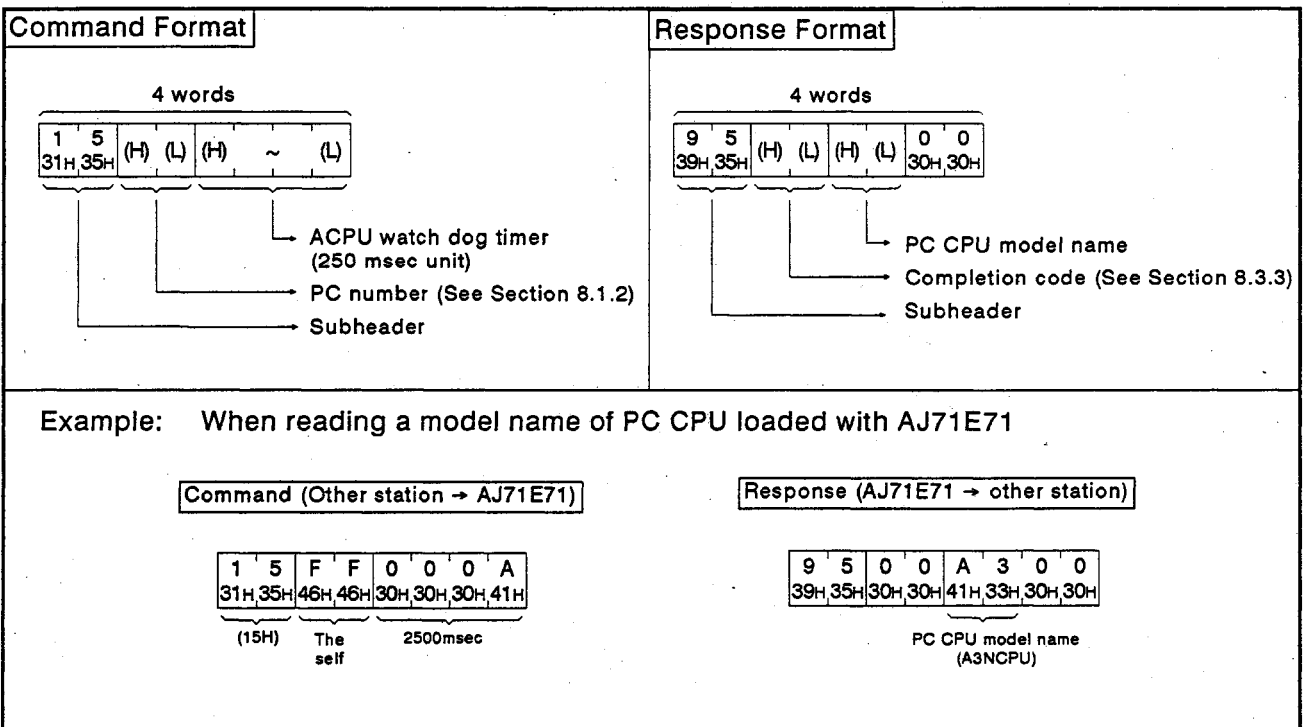 Command Format
4 words
1 5 (H) (L) (H) ~ (L)
31H 35H
ACPU watch dog timer
(250 msec unit)
PC number (See Section 8.1.2)
Subheader
Response Format
4 words
9 5 (H) (L) (H) (L) 0 0
39H 35H 30H 30H
PC CPU model name
Completion code (See Section 8.3.3)
Subheader
Example: When reading a model name of PC CPU loaded with AJ71E71
Command (Other station → AJ71E71)
1 5 F F 0 0 0 A
31H 35H 46H 46H 30H 30H 30H 41H
(15H) The self 2500msec
Response (AJ71E71 → other station)
9 5 0 0 A 3 0 0
39H 35H 30H 30H 41H 33H 30H 30H
PC CPU model name
(A3NCPU)